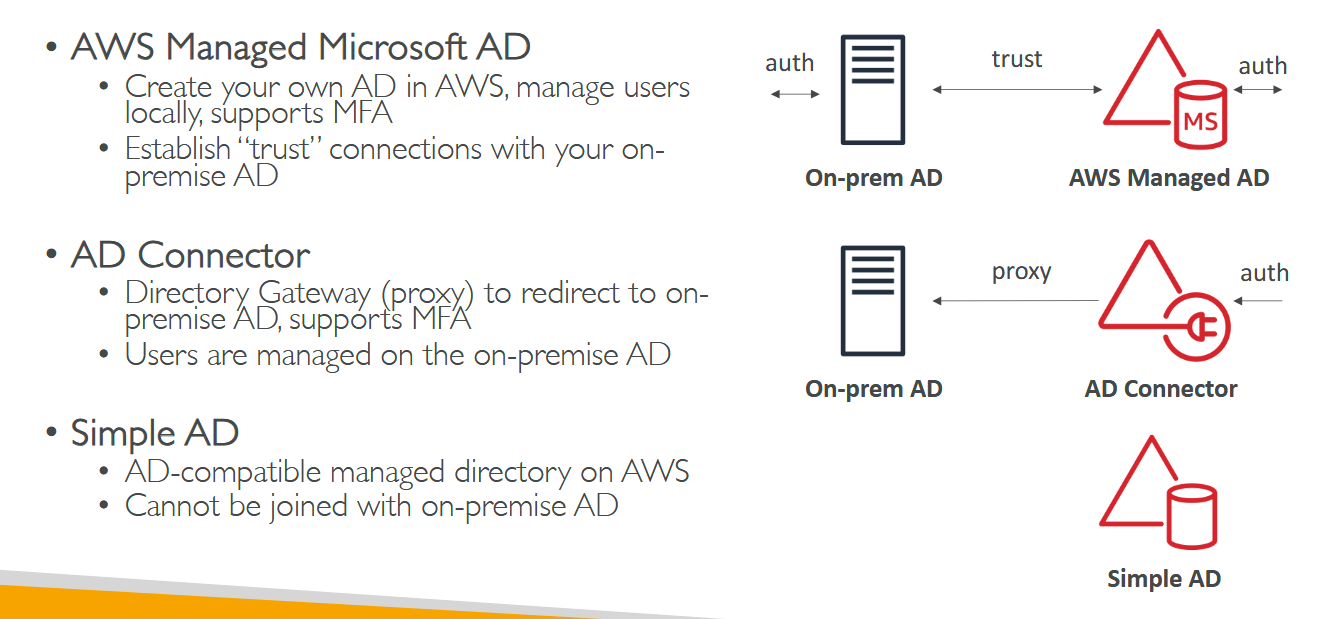 • AWS Managed Microsoft AD
• Create your own AD in AWS, manage users
locally, supports MFA
• Establish “trust” connections with your on-
premise AD
• AD Connector
• Directory Gateway (proxy) to redirect to on-
premise AD, supports MFA
• Users are managed on the on-premise AD
• Simple AD
• AD-compatible managed directory on AWS
• Cannot be joined with on-premise AD
auth
trust
auth
MS
On-prem AD
AWS Managed AD
proxy
auth
On-prem AD
AD Connector
Simple AD